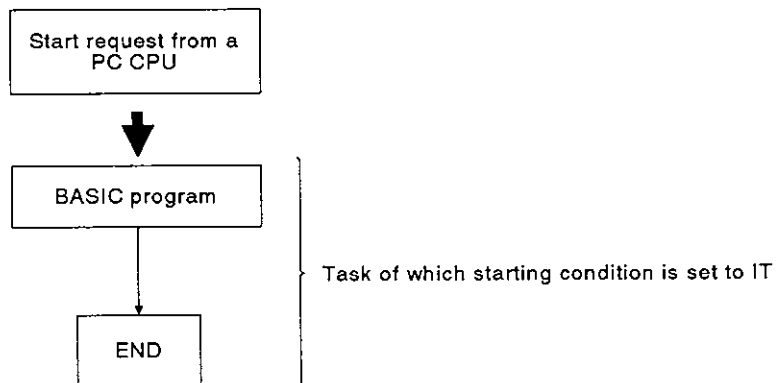 Start request from a
PC CPU
BASIC program
Task of which starting condition is set to IT
END